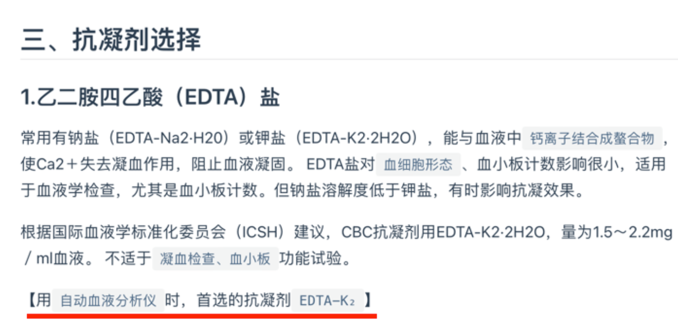 三、抗凝剂选择
1.乙二胺四乙酸（EDTA）盐
常用有钠盐（EDTA-Na2·H20）或钾盐（EDTA-K2·2H2O），能与血液中 钙离子结合成螯合物，
使Ca2＋失去凝血作用，阻止血液凝固。 EDTA盐对 血细胞形态 、血小板计数影响很小，适用
于血液学检查，尤其是血小板计数。但钠盐溶解度低于钾盐，有时影响抗凝效果。
根据国际血液学标准化委员会（ICSH）建议，CBC抗凝剂用EDTA-K2·2H2O，量为1.5～2.2mg
/ml血液。 不适于 凝血检查、血小板 功能试验。
【用 自动血液分析仪 时，首选的抗凝剂 EDTA–K₂ 】